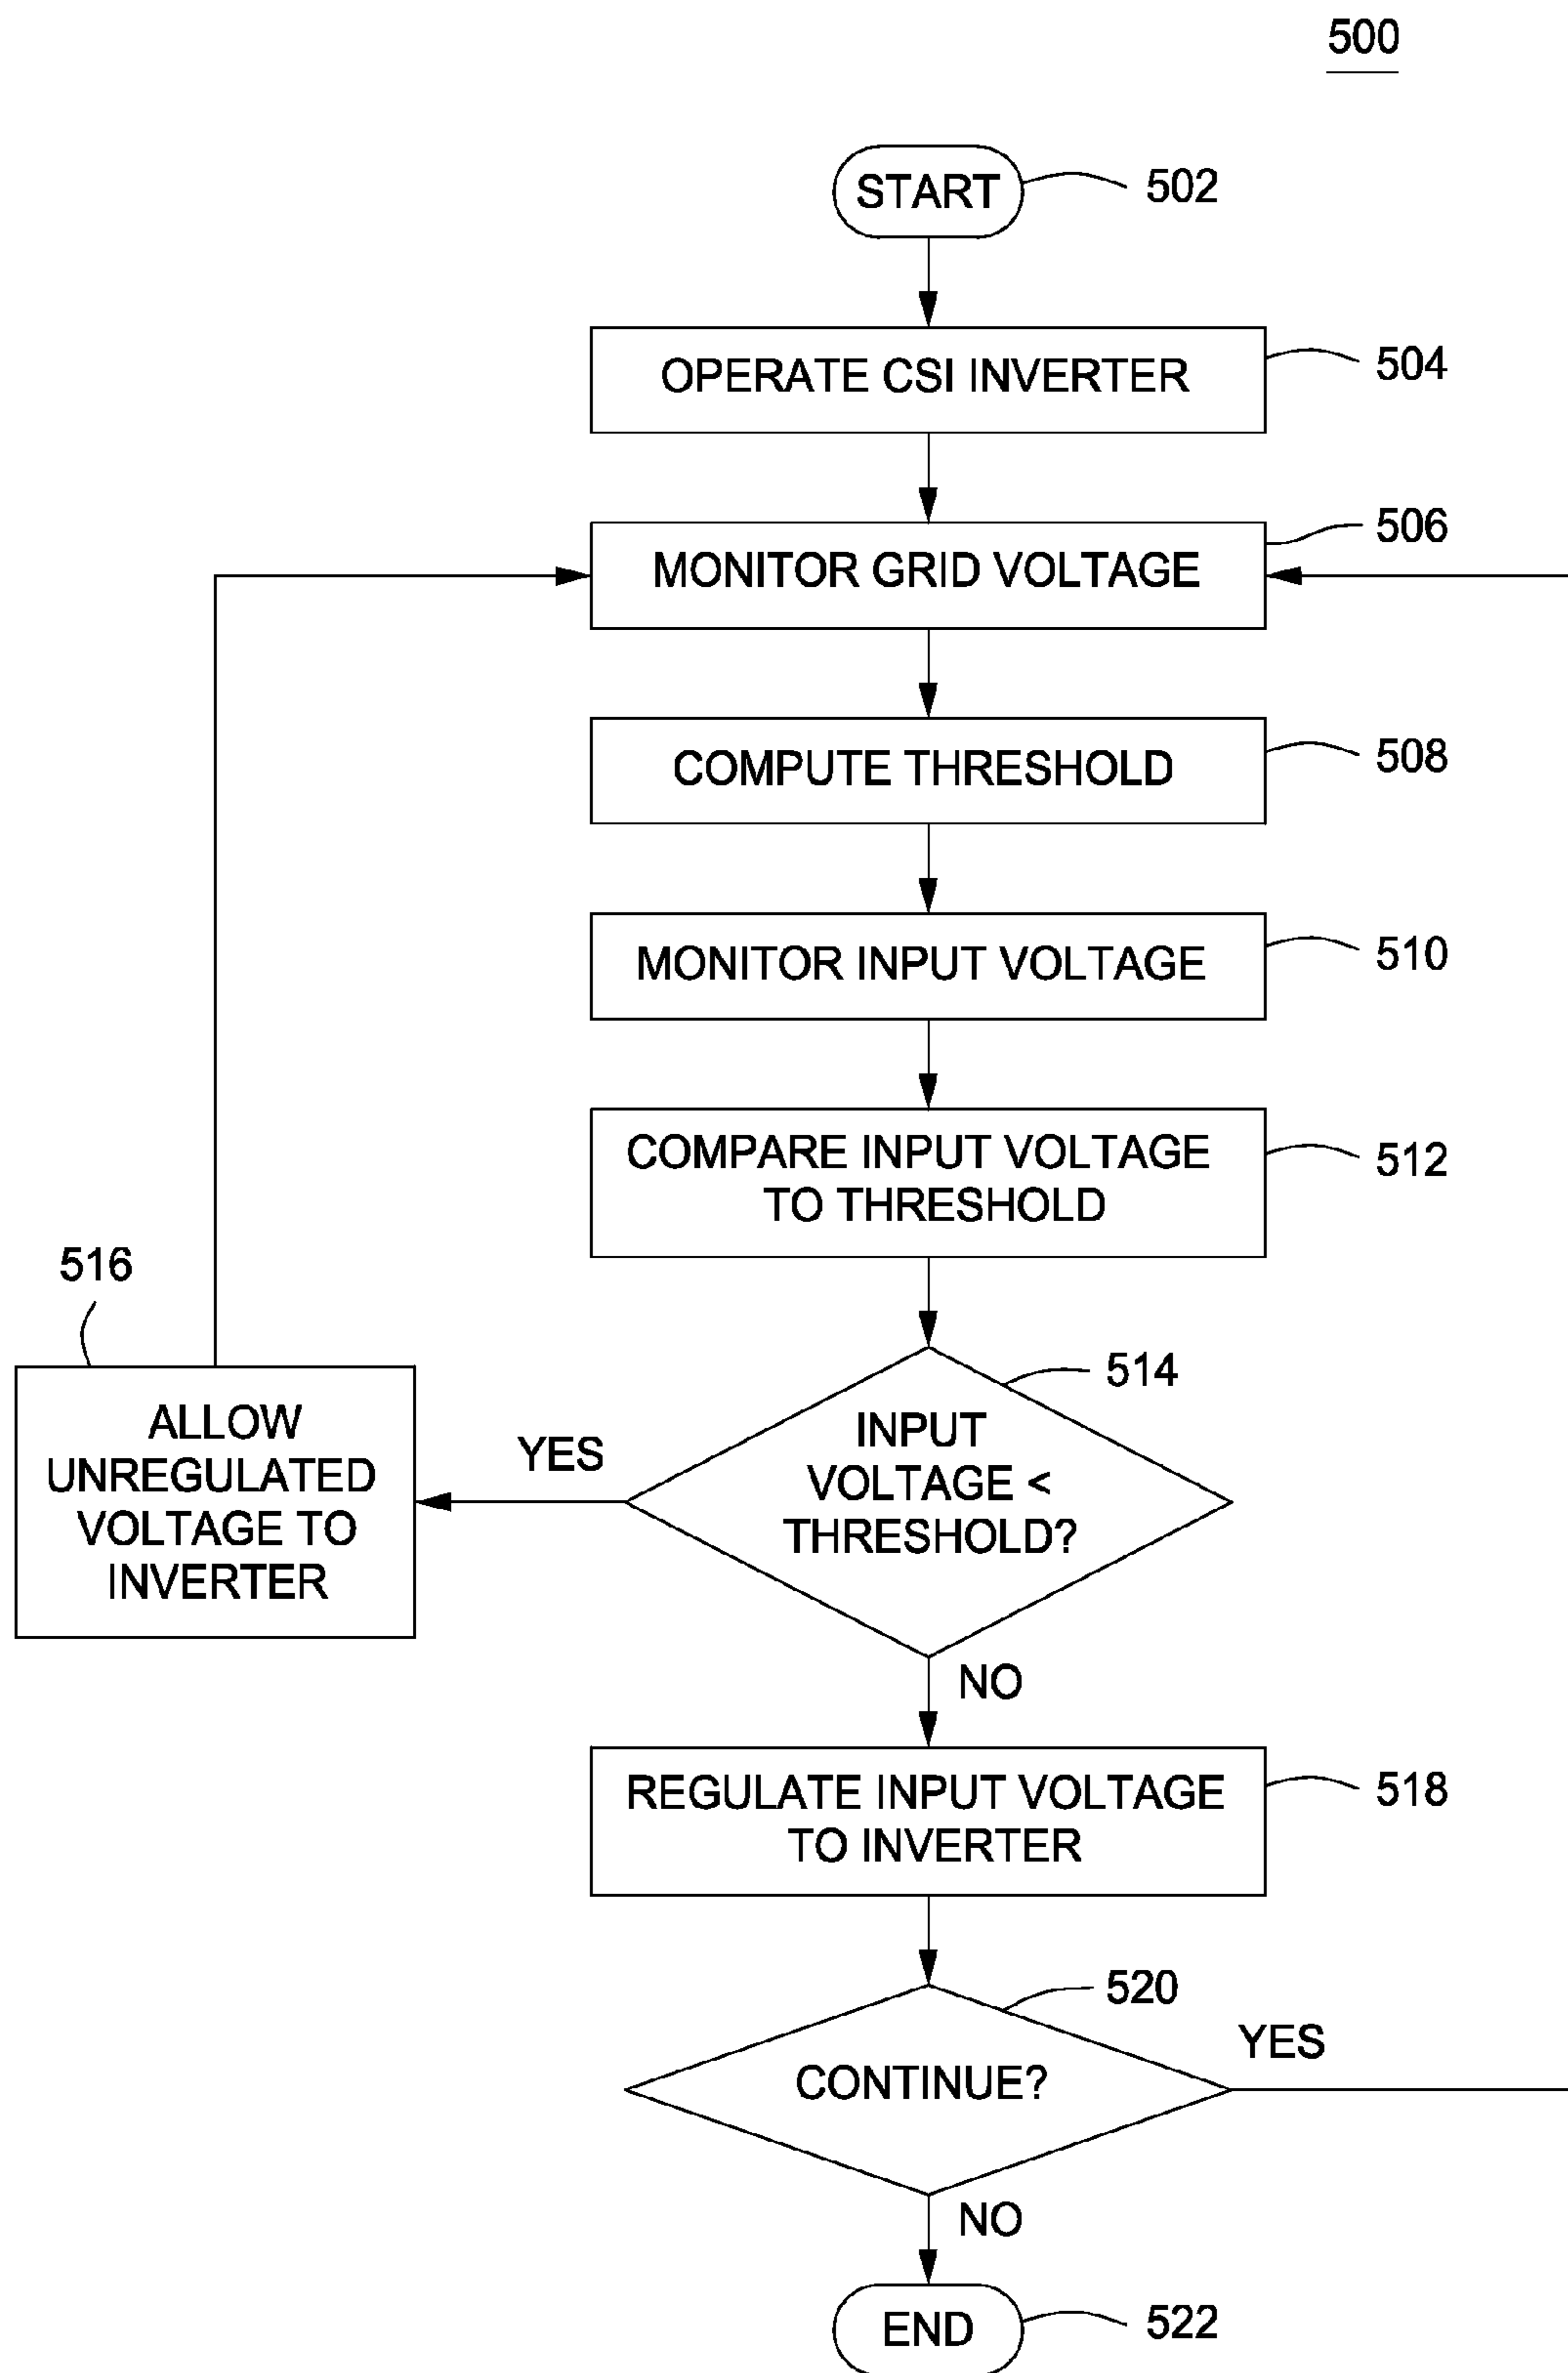 500
START
502
OPERATE CSI INVERTER
504
MONITOR GRID VOLTAGE
506
COMPUTE THRESHOLD
508
MONITOR INPUT VOLTAGE
510
COMPARE INPUT VOLTAGE
TO THRESHOLD
512
516
ALLOW
UNREGULATED
VOLTAGE TO
INVERTER
YES
514
INPUT
VOLTAGE <
THRESHOLD?
NO
REGULATE INPUT VOLTAGE
TO INVERTER
518
520
CONTINUE?
YES
NO
END
522